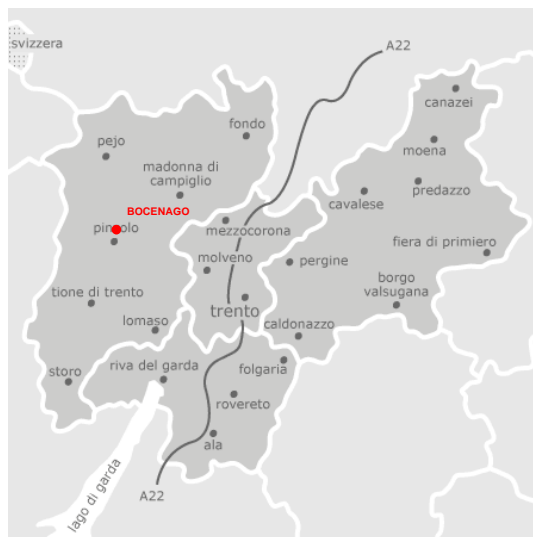 svizzera
A22
canazei
fondo
pejo
moena
madonna di
campiglio
predazzo
cavalese
BOCENAGO
pinzolo
mezzocorona
fiera di primiero
molveno
pergine
borgo
valsugana
tione di trento
trento
lomaso
caldonazzo
riva del garda
folgaria
storo
rovereto
ala
lago di garda
A22